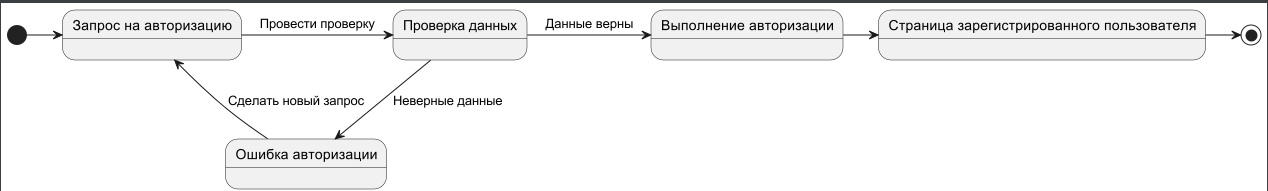 Запрос на авторизацию
Провести проверку
Проверка данных
Данные верны
Выполнение авторизации
Страница зарегистрированного пользователя
Сделать новый запрос
Неверные данные
Ошибка авторизации